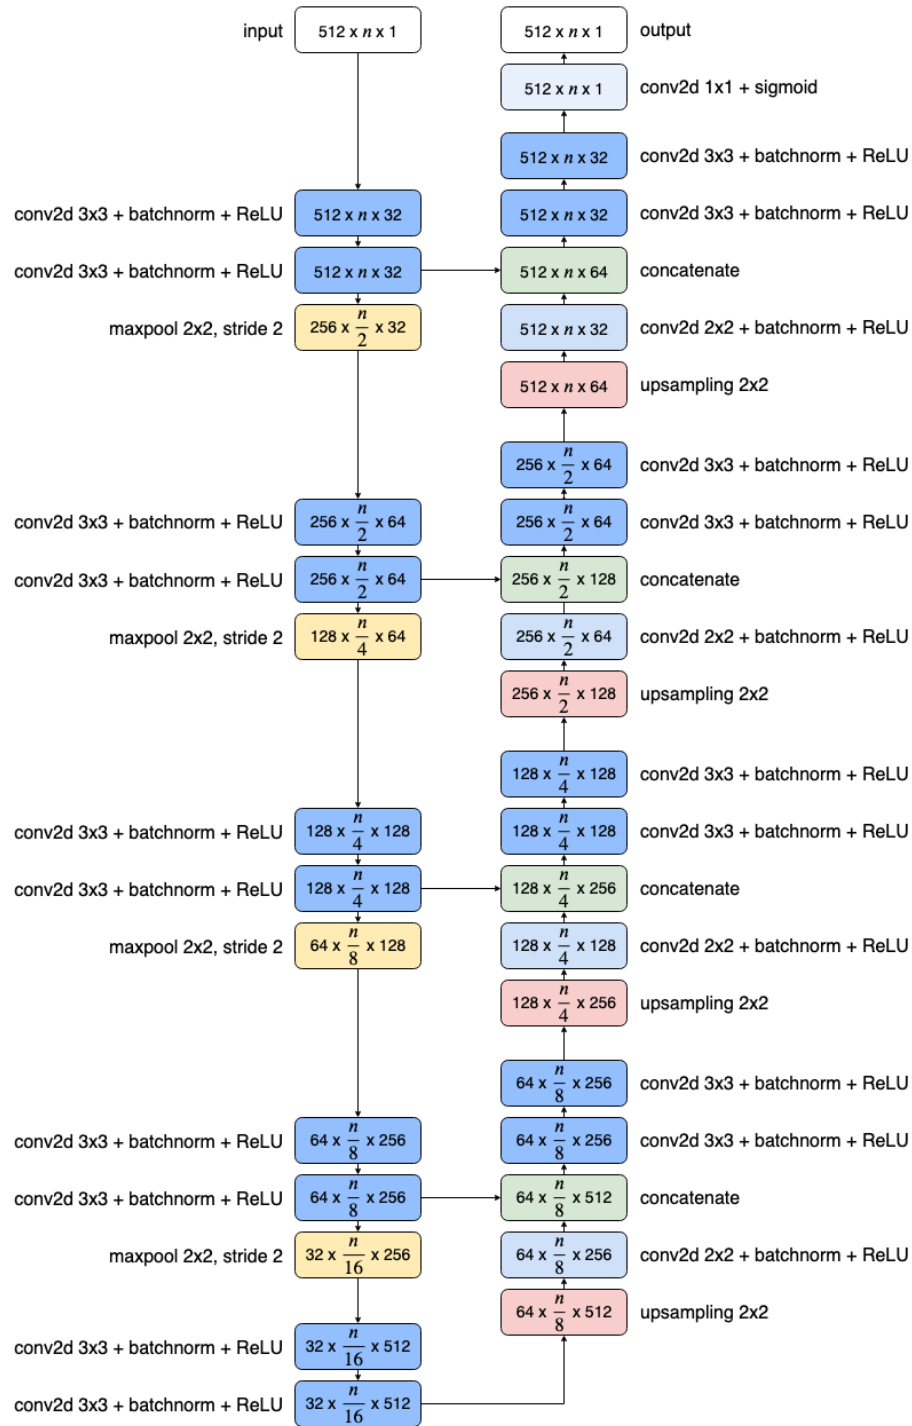 input 512 x n x 1
512 x n x 1 output
512 x n x 1 conv2d 1x1 + sigmoid
512 x n x 32 conv2d 3x3 + batchnorm + ReLU
conv2d 3x3 + batchnorm + ReLU 512 x n x 32
512 x n x 32 conv2d 3x3 + batchnorm + ReLU
conv2d 3x3 + batchnorm + ReLU 512 x n x 32
512 x n x 64 concatenate
maxpool 2x2, stride 2 256 x n/2 x 32
512 x n x 32 conv2d 2x2 + batchnorm + ReLU
512 x n x 64 upsampling 2x2
256 x n/2 x 64 conv2d 3x3 + batchnorm + ReLU
conv2d 3x3 + batchnorm + ReLU 256 x n/2 x 64
256 x n/2 x 64 conv2d 3x3 + batchnorm + ReLU
conv2d 3x3 + batchnorm + ReLU 256 x n/2 x 64
256 x n/2 x 128 concatenate
maxpool 2x2, stride 2 128 x n/4 x 64
256 x n/2 x 64 conv2d 2x2 + batchnorm + ReLU
256 x n/2 x 128 upsampling 2x2
128 x n/4 x 128 conv2d 3x3 + batchnorm + ReLU
conv2d 3x3 + batchnorm + ReLU 128 x n/4 x 128
128 x n/4 x 128 conv2d 3x3 + batchnorm + ReLU
conv2d 3x3 + batchnorm + ReLU 128 x n/4 x 128
128 x n/4 x 256 concatenate
maxpool 2x2, stride 2 64 x n/8 x 128
128 x n/4 x 128 conv2d 2x2 + batchnorm + ReLU
128 x n/4 x 256 upsampling 2x2
64 x n/8 x 256 conv2d 3x3 + batchnorm + ReLU
conv2d 3x3 + batchnorm + ReLU 64 x n/8 x 256
64 x n/8 x 256 conv2d 3x3 + batchnorm + ReLU
conv2d 3x3 + batchnorm + ReLU 64 x n/8 x 256
64 x n/8 x 512 concatenate
maxpool 2x2, stride 2 32 x n/16 x 256
64 x n/8 x 256 conv2d 2x2 + batchnorm + ReLU
64 x n/8 x 512 upsampling 2x2
conv2d 3x3 + batchnorm + ReLU 32 x n/16 x 512
conv2d 3x3 + batchnorm + ReLU 32 x n/16 x 512